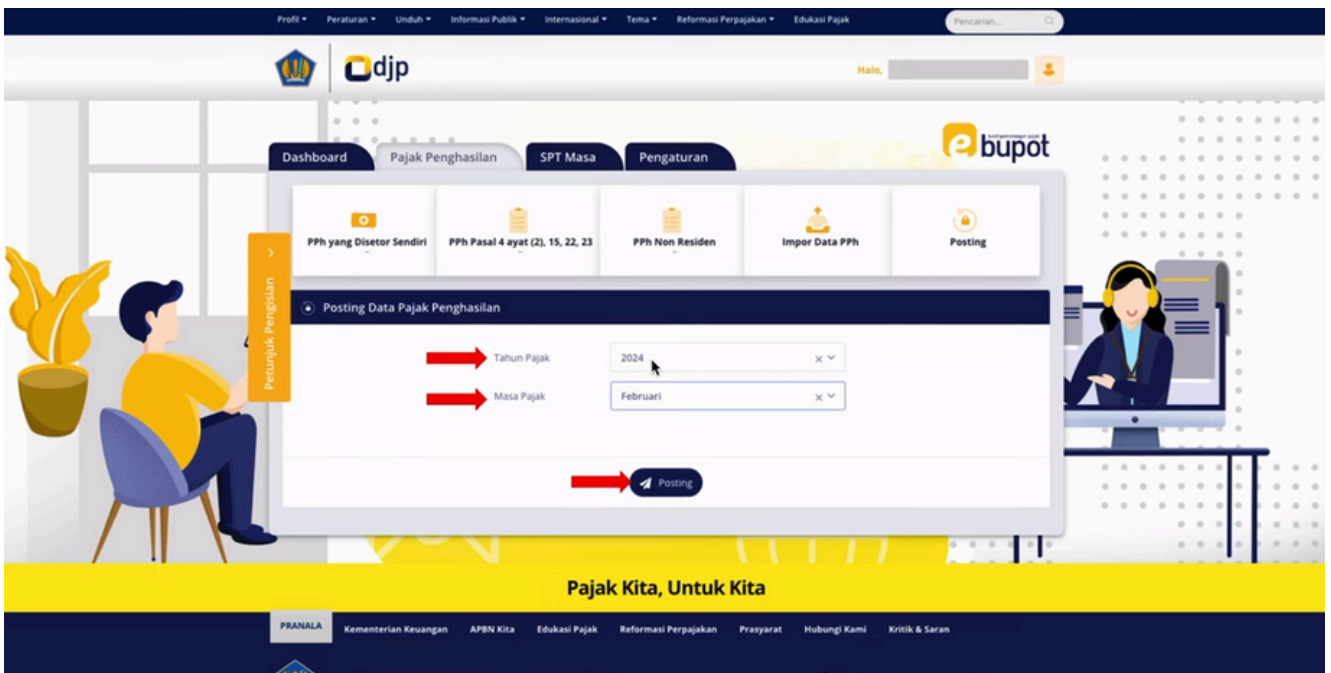 Profil Peraturan Unduh Informasi Publik Internasional Tema Reformasi Perpajakan Edukasi Pajak Pencarian...
djp
Halo,
e bupot
Dashboard Pajak Penghasilan SPT Masa Pengaturan
PPh yang Disetor Sendiri PPh Pasal 4 ayat (2), 15, 22, 23 PPh Non Residen Impor Data PPh Posting
Petunjuk Pengisian
Posting Data Pajak Penghasilan
Tahun Pajak 2024
Masa Pajak Februari
Posting
Pajak Kita, Untuk Kita
PRANALA Kementerian Keuangan APBN Kita Edukasi Pajak Reformasi Perpajakan Prasyarat Hubungi Kami Kritik & Saran